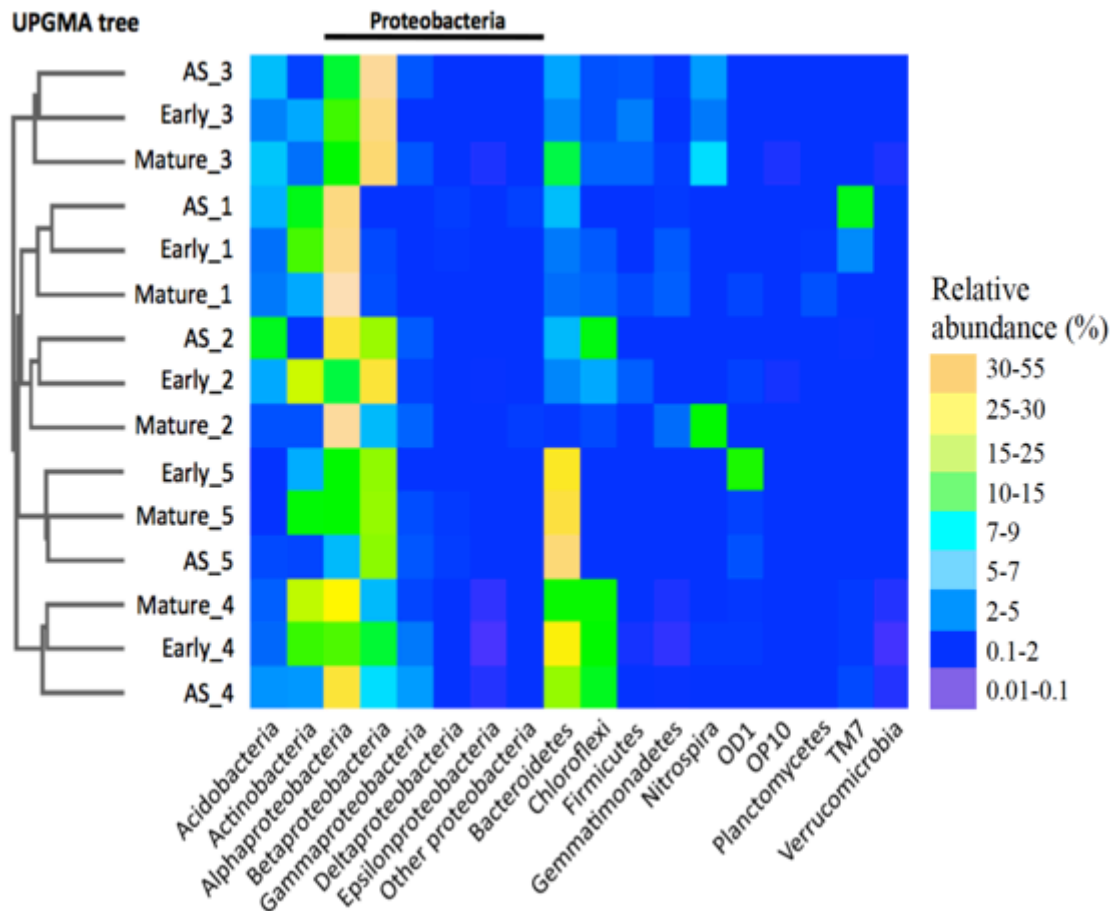 UPGMA tree
Proteobacteria
AS_3
Early_3
Mature_3
AS_1
Early_1
Mature_1
AS_2
Early_2
Mature_2
Early_5
Mature_5
AS_5
Mature_4
Early_4
AS_4
Relative
abundance (%)
30-55
25-30
15-25
10-15
7-9
5-7
2-5
0.1-2
0.01-0.1
Acidobacteria
Actinobacteria
Alphaproteobacteria
Betaproteobacteria
Gammaproteobacteria
Deltaproteobacteria
Epsilonproteobacteria
Other proteobacteria
Bacteroidetes
Chloroflexi
Firmicutes
Gemmatimonadetes
Nitrospira
OD1
OP10
Planctomycetes
TM7
Verrucomicrobia